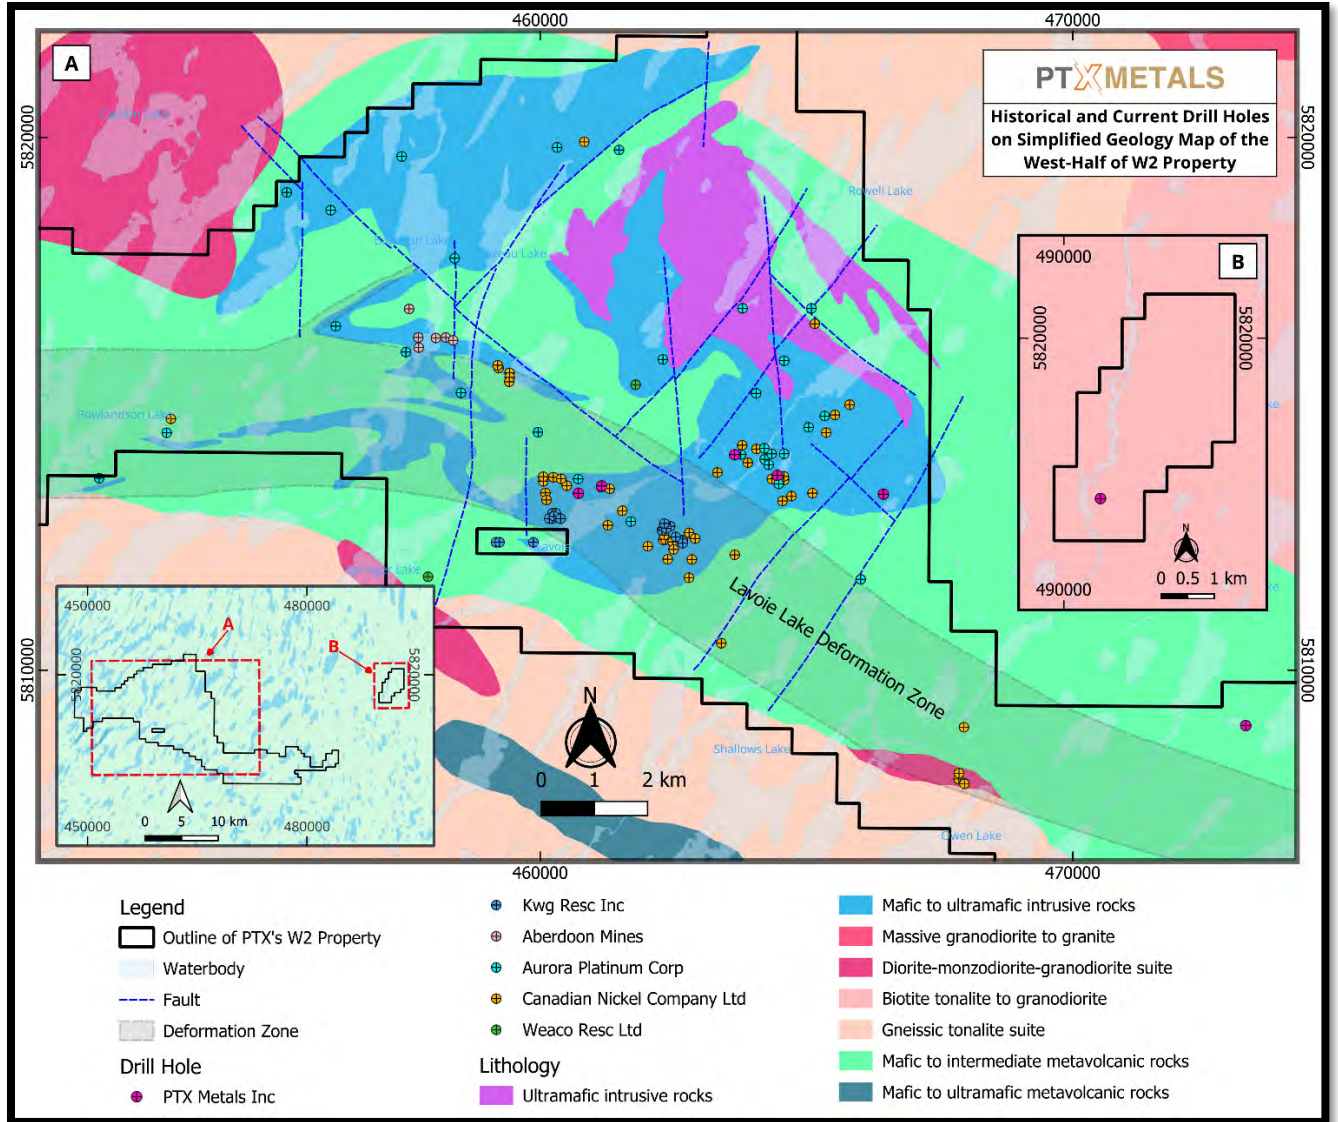 460000
470000
A
PTXMETALS
Historical and Current Drill Holes
on Simplified Geology Map of the
West-Half of W2 Property
5820000
5820000
Rowell Lake
490000
B
5820000
5820000
Rowlandson Lake
ke
N
0 0.5 1 km
490000
Lavoie
Lake
Lavoie Lake Deformation Zone
450000
480000
A
B
5820000
5820000
5810000
5810000
N
0 1 2 km
Shallows Lake
0 5 10 km
450000
480000
Owen Lake
460000
470000
Legend
Outline of PTX's W2 Property
Waterbody
Fault
Deformation Zone
Drill Hole
PTX Metals Inc
Kwg Resc Inc
Aberdoon Mines
Aurora Platinum Corp
Canadian Nickel Company Ltd
Weaco Resc Ltd
Lithology
Ultramafic intrusive rocks
Mafic to ultramafic intrusive rocks
Massive granodiorite to granite
Diorite-monzodiorite-granodiorite suite
Biotite tonalite to granodiorite
Gneissic tonalite suite
Mafic to intermediate metavolcanic rocks
Mafic to ultramafic metavolcanic rocks